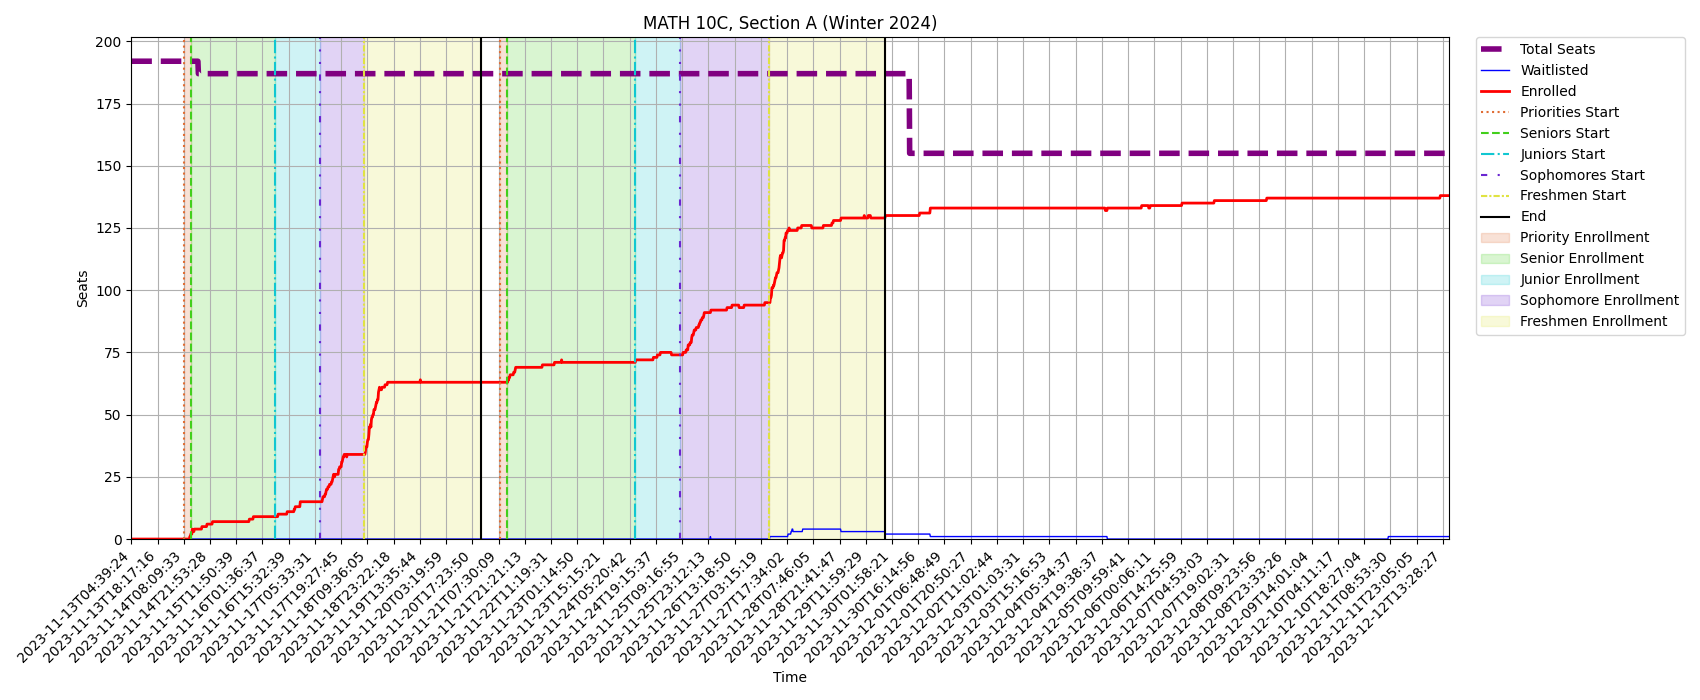 MATH 10C, Section A (Winter 2024)
Seats
200
175
150
125
100
75
50
25
0
2023-11-13T04:39:24
2023-11-13T18:17:16
2023-11-14T08:09:33
2023-11-14T21:53:28
2023-11-15T11:50:39
2023-11-16T01:36:37
2023-11-16T15:32:39
2023-11-17T05:33:31
2023-11-17T19:27:45
2023-11-18T09:36:05
2023-11-18T23:22:18
2023-11-19T13:35:44
2023-11-20T03:19:59
2023-11-20T17:23:50
2023-11-21T07:30:09
2023-11-21T21:21:13
2023-11-22T11:19:31
2023-11-23T01:14:50
2023-11-23T15:15:21
2023-11-24T05:20:42
2023-11-24T19:15:37
2023-11-25T09:16:55
2023-11-25T23:12:13
2023-11-26T13:18:50
2023-11-27T03:15:19
2023-11-27T17:34:02
2023-11-28T07:46:05
2023-11-28T21:41:47
2023-11-29T11:59:29
2023-11-30T01:58:21
2023-11-30T16:14:56
2023-12-01T06:48:49
2023-12-01T20:50:27
2023-12-02T11:02:44
2023-12-03T01:03:31
2023-12-03T15:16:53
2023-12-04T05:34:37
2023-12-04T19:38:37
2023-12-05T09:59:41
2023-12-06T00:06:11
2023-12-06T14:25:59
2023-12-07T04:53:03
2023-12-07T19:02:31
2023-12-08T09:23:56
2023-12-08T23:33:26
2023-12-09T14:01:04
2023-12-10T04:11:17
2023-12-10T18:27:04
2023-12-11T08:53:30
2023-12-11T23:05:05
2023-12-12T13:28:27
Time
Total Seats
Waitlisted
Enrolled
Priorities Start
Seniors Start
Juniors Start
Sophomores Start
Freshmen Start
End
Priority Enrollment
Senior Enrollment
Junior Enrollment
Sophomore Enrollment
Freshmen Enrollment